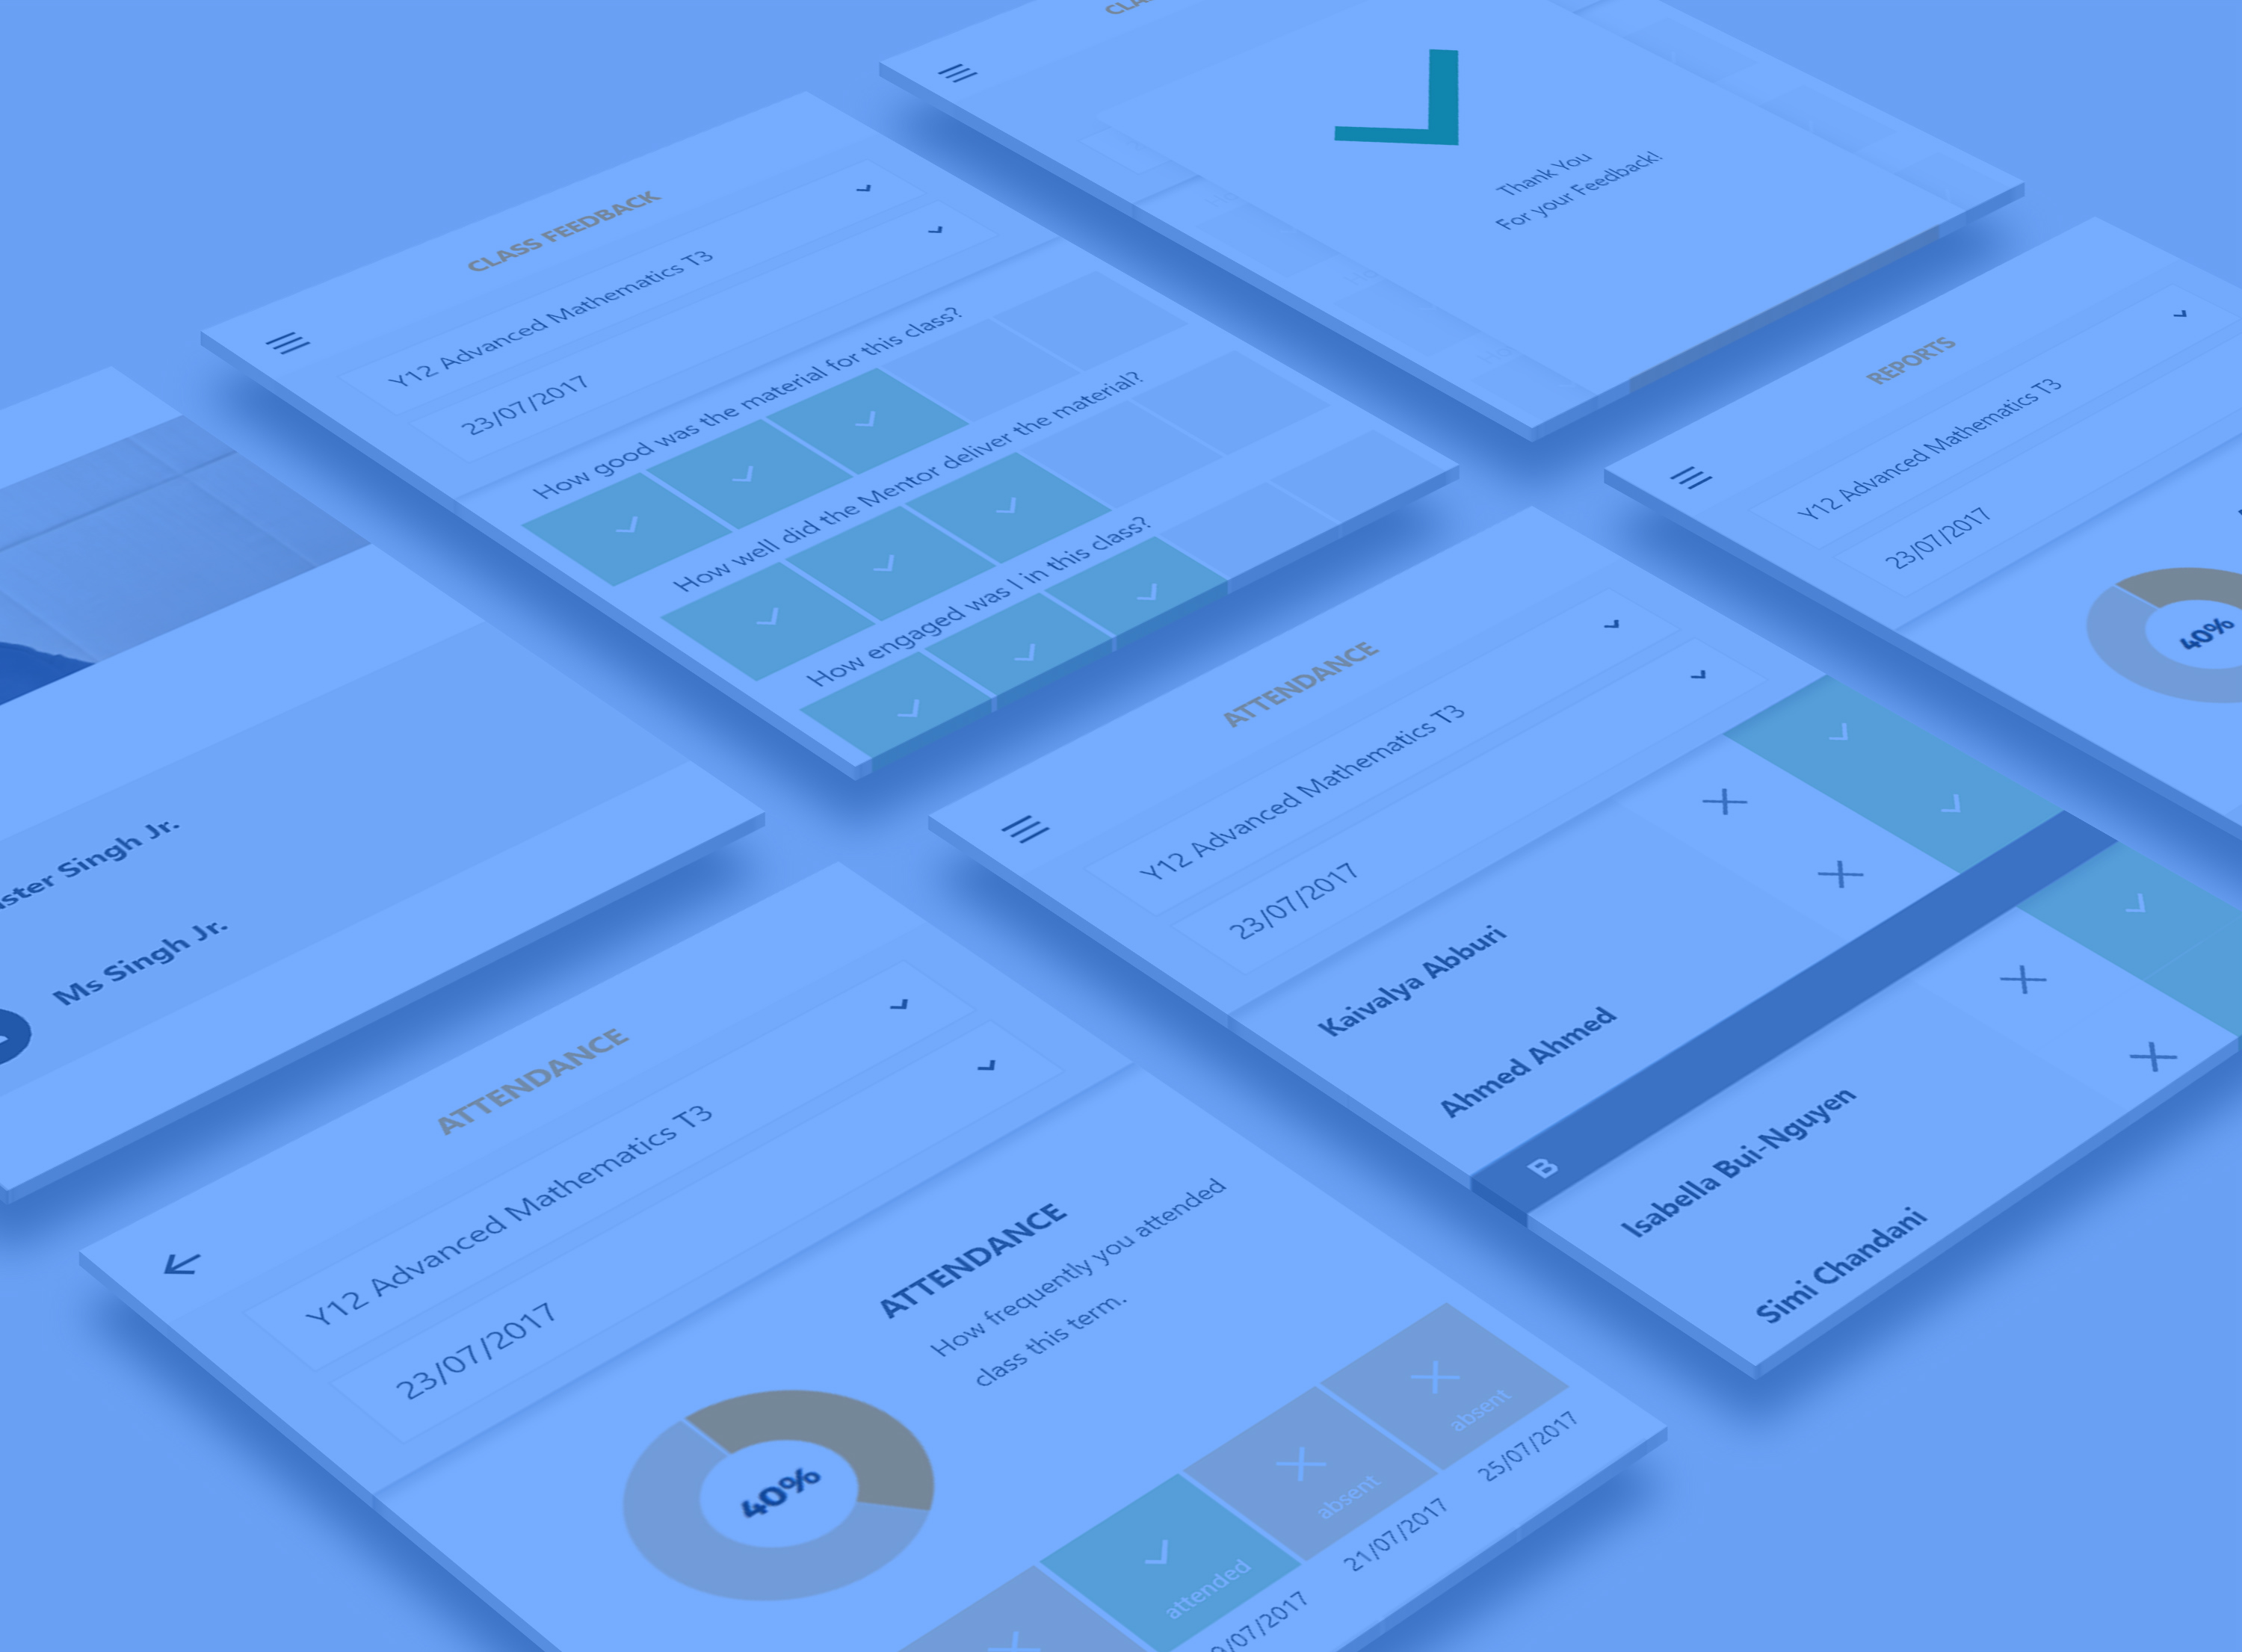 Thank You
For your Feedback!
CLASS FEEDBACK
Y12 Advanced Mathematics T3
23/07/2017
How good was the material for this class?
How well did the Mentor deliver the material?
How engaged was I in this class?
REPORTS
Y12 Advanced Mathematics T3
23/07/2017
40%
Singh Jr.
Ms Singh Jr.
ATTENDANCE
Y12 Advanced Mathematics T3
23/07/2017
Kaivalya Abburi
Ahmed Ahmed
B
Isabella Bui-Nguyen
Simi Chandani
ATTENDANCE
Y12 Advanced Mathematics T3
23/07/2017
40%
ATTENDANCE
How frequently you attended
class this term.
attended
absent
absent
21/07/2017
25/07/2017